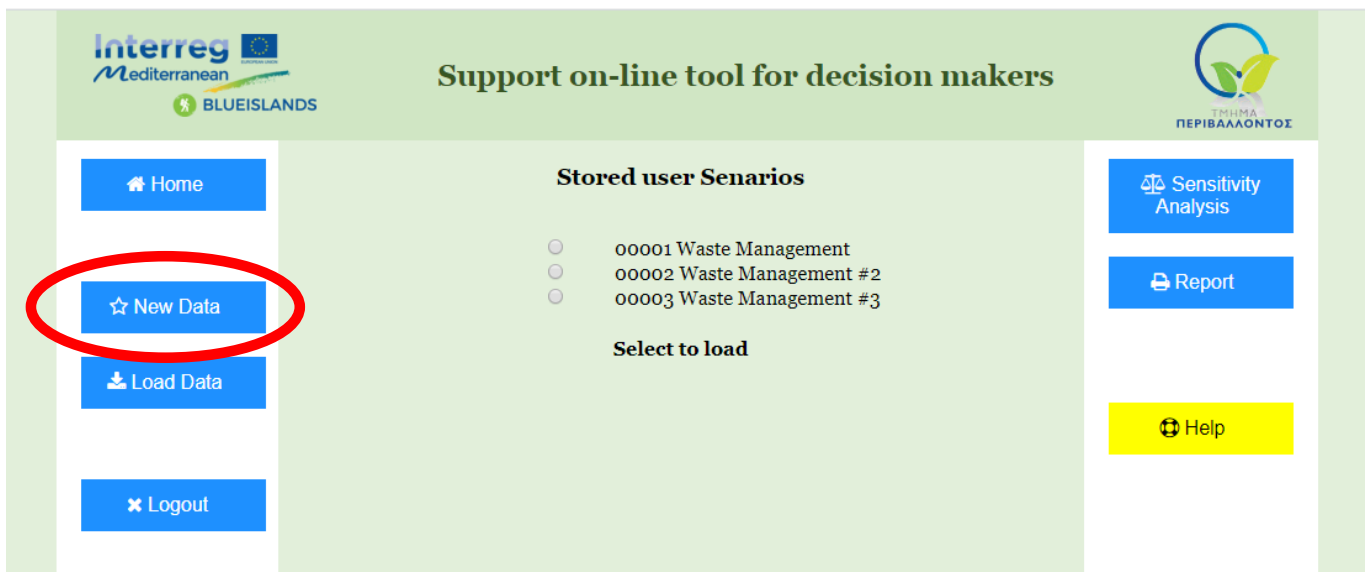 Interreg
EUROPEAN UNION
Mediterranean
BLUEISLANDS
Support on-line tool for decision makers
ΤΜΗΜΑ
ΠΕΡΙΒΑΛΛΟΝΤΟΣ
Home
New Data
Load Data
Logout
Stored user Senarios
00001 Waste Management
00002 Waste Management #2
00003 Waste Management #3
Select to load
Sensitivity
Analysis
Report
Help